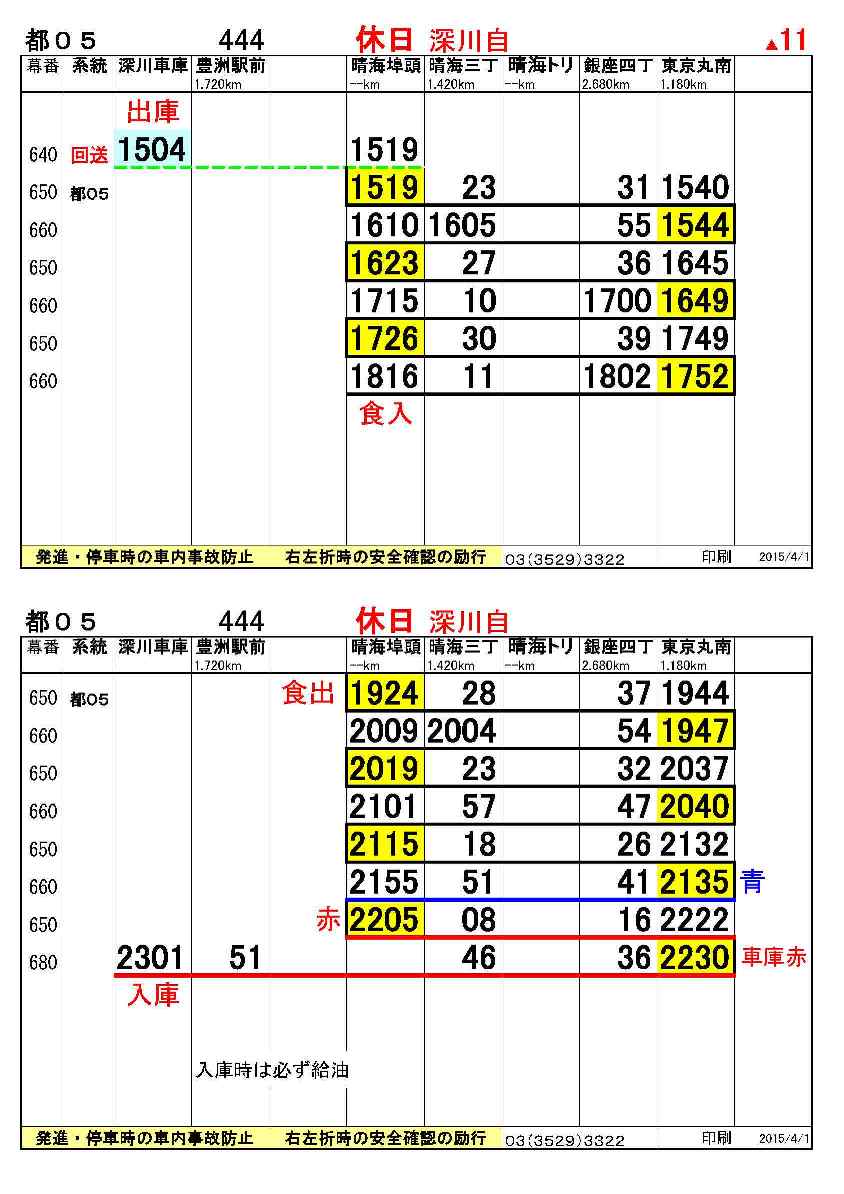 都０５ 444 休日 深川自 ▲11
幕番 系統 深川車庫 豊洲駅前 晴海埠頭 晴海三丁 晴海トリ 銀座四丁 東京丸南
1.720km --km 1.420km --km 2.680km 1.180km
出庫
640 回送 1504 1519
650 都05 1519 23 31 1540
660 1610 1605 55 1544
650 1623 27 36 1645
660 1715 10 1700 1649
650 1726 30 39 1749
660 1816 11 1802 1752
食入
発進・停車時の車内事故防止 右左折時の安全確認の励行 03(3529)3322 印刷 2015/4/1
都０５ 444 休日 深川自
幕番 系統 深川車庫 豊洲駅前 晴海埠頭 晴海三丁 晴海トリ 銀座四丁 東京丸南
1.720km --km 1.420km --km 2.680km 1.180km
650 都05 食出 1924 28 37 1944
660 2009 2004 54 1947
650 2019 23 32 2037
660 2101 57 47 2040
650 2115 18 26 2132
660 2155 51 41 2135 青
650 赤 2205 08 16 2222
680 2301 51 46 36 2230 車庫赤
入庫
入庫時は必ず給油
発進・停車時の車内事故防止 右左折時の安全確認の励行 03(3529)3322 印刷 2015/4/1